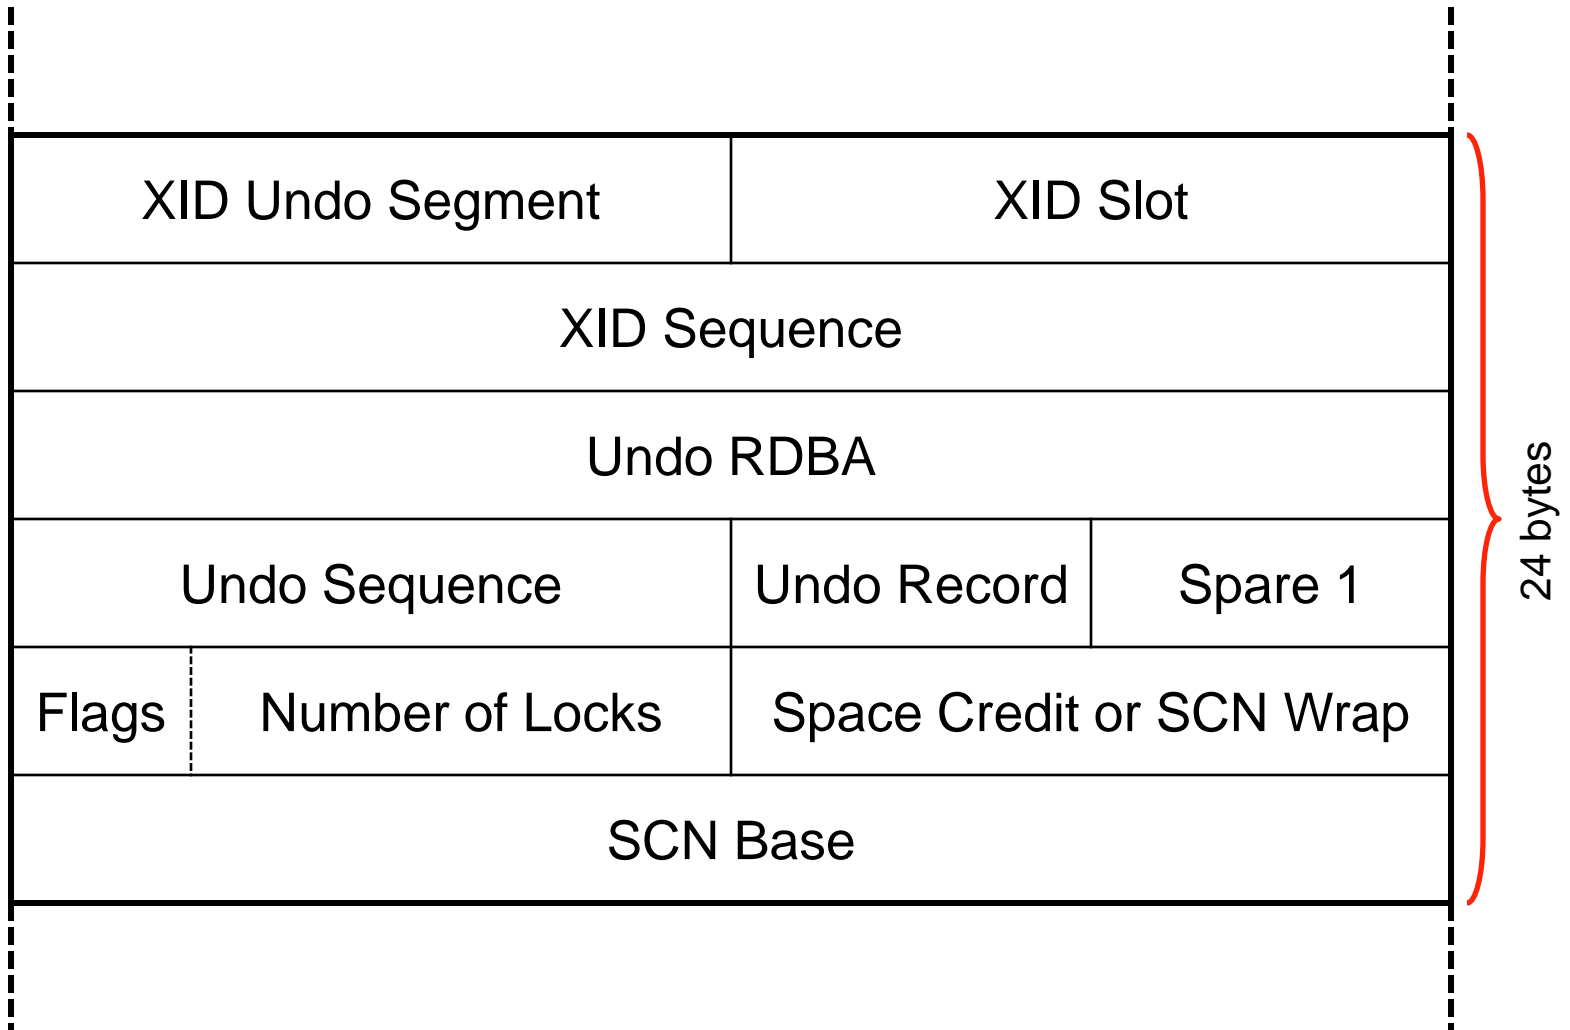 XID Undo Segment
XID Slot
XID Sequence
Undo RDBA
Undo Sequence
Undo Record
Spare 1
Flags
Number of Locks
Space Credit or SCN Wrap
SCN Base
24 bytes